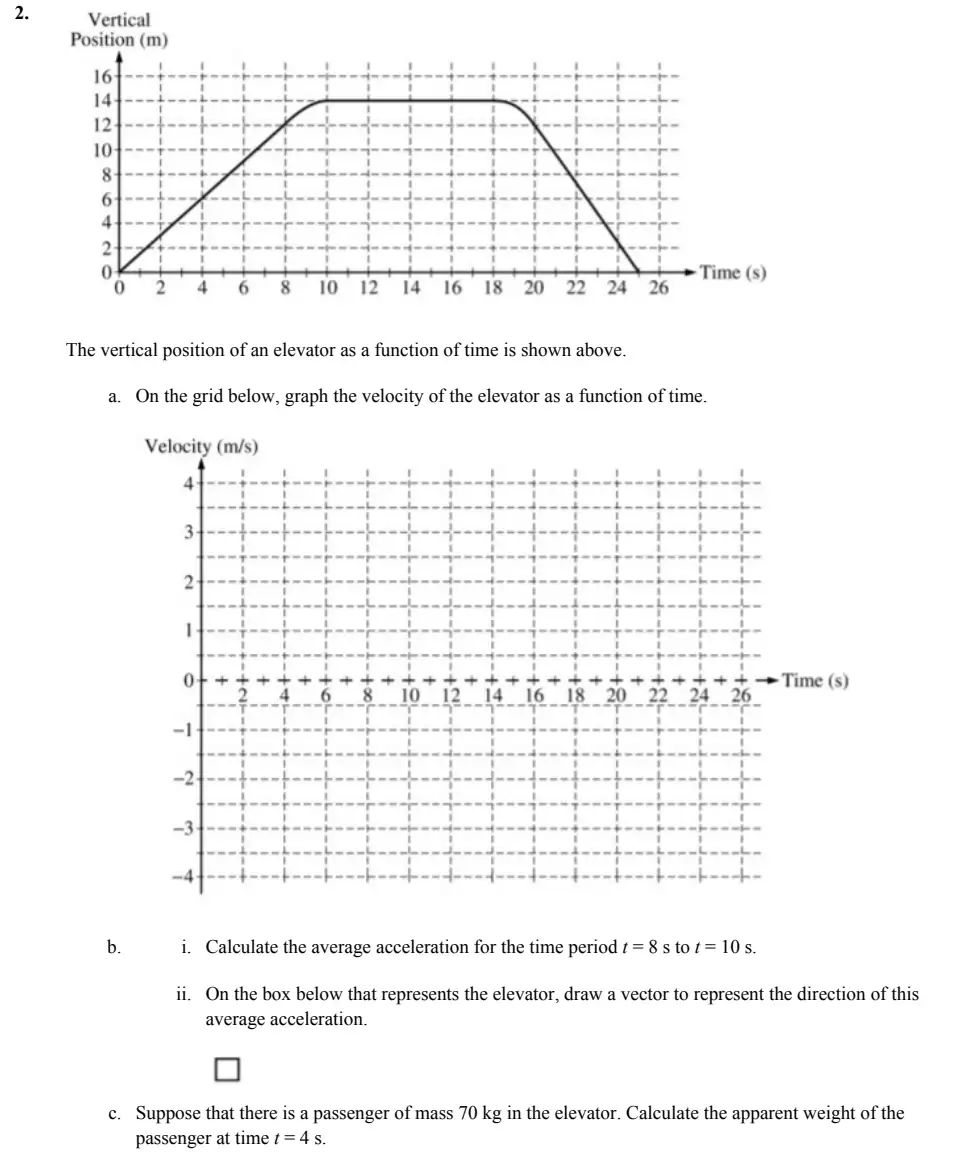 2.
Vertical
Position (m)
16
14
12
10
8
6
4
2
0
0 2 4 6 8 10 12 14 16 18 20 22 24 26
Time (s)
The vertical position of an elevator as a function of time is shown above.
a. On the grid below, graph the velocity of the elevator as a function of time.
Velocity (m/s)
4
3
2
1
0
2 4 6 8 10 12 14 16 18 20 22 24 26
Time (s)
−1
−2
−3
−4
b. i. Calculate the average acceleration for the time period t = 8 s to t = 10 s.
ii. On the box below that represents the elevator, draw a vector to represent the direction of this
average acceleration.
c. Suppose that there is a passenger of mass 70 kg in the elevator. Calculate the apparent weight of the
passenger at time t = 4 s.